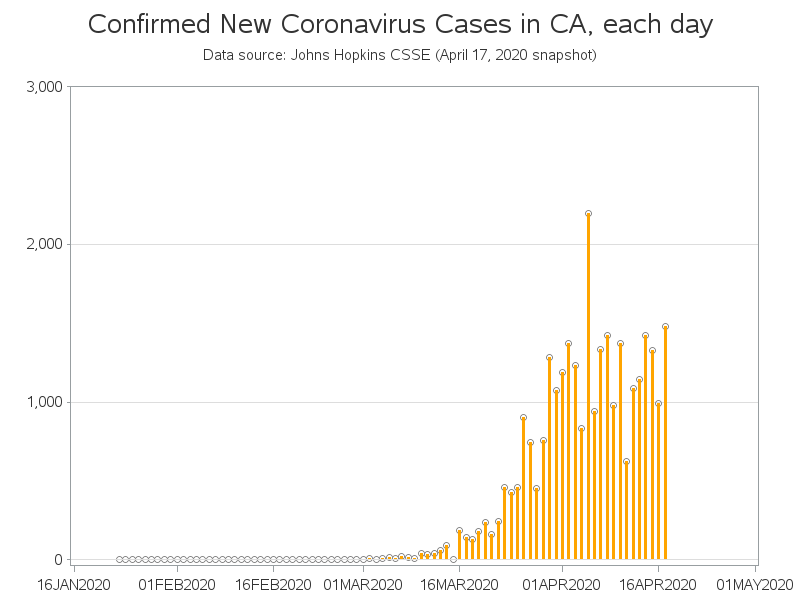 Confirmed New Coronavirus Cases in CA, each day
Data source: Johns Hopkins CSSE (April 17, 2020 snapshot)
3,000
2,000
1,000
0
16JAN2020 01FEB2020 16FEB2020 01MAR2020 16MAR2020 01APR2020 16APR2020 01MAY2020